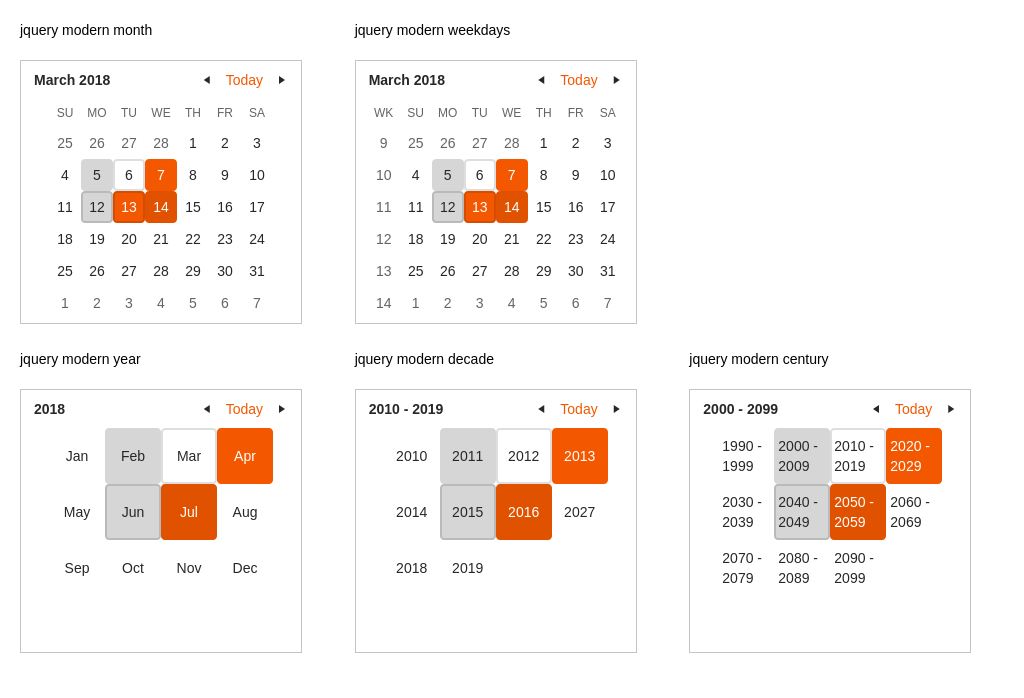 jquery modern month
March 2018 Today
SU MO TU WE TH FR SA
25 26 27 28 1 2 3
4 5 6 7 8 9 10
11 12 13 14 15 16 17
18 19 20 21 22 23 24
25 26 27 28 29 30 31
1 2 3 4 5 6 7
jquery modern weekdays
March 2018 Today
WK SU MO TU WE TH FR SA
9 25 26 27 28 1 2 3
10 4 5 6 7 8 9 10
11 11 12 13 14 15 16 17
12 18 19 20 21 22 23 24
13 25 26 27 28 29 30 31
14 1 2 3 4 5 6 7
jquery modern year
2018 Today
Jan Feb Mar Apr
May Jun Jul Aug
Sep Oct Nov Dec
jquery modern decade
2010 - 2019 Today
2010 2011 2012 2013
2014 2015 2016 2027
2018 2019
jquery modern century
2000 - 2099 Today
1990 - 2000 - 2010 - 2020 -
1999 2009 2019 2029
2030 - 2040 - 2050 - 2060 -
2039 2049 2059 2069
2070 - 2080 - 2090 -
2079 2089 2099